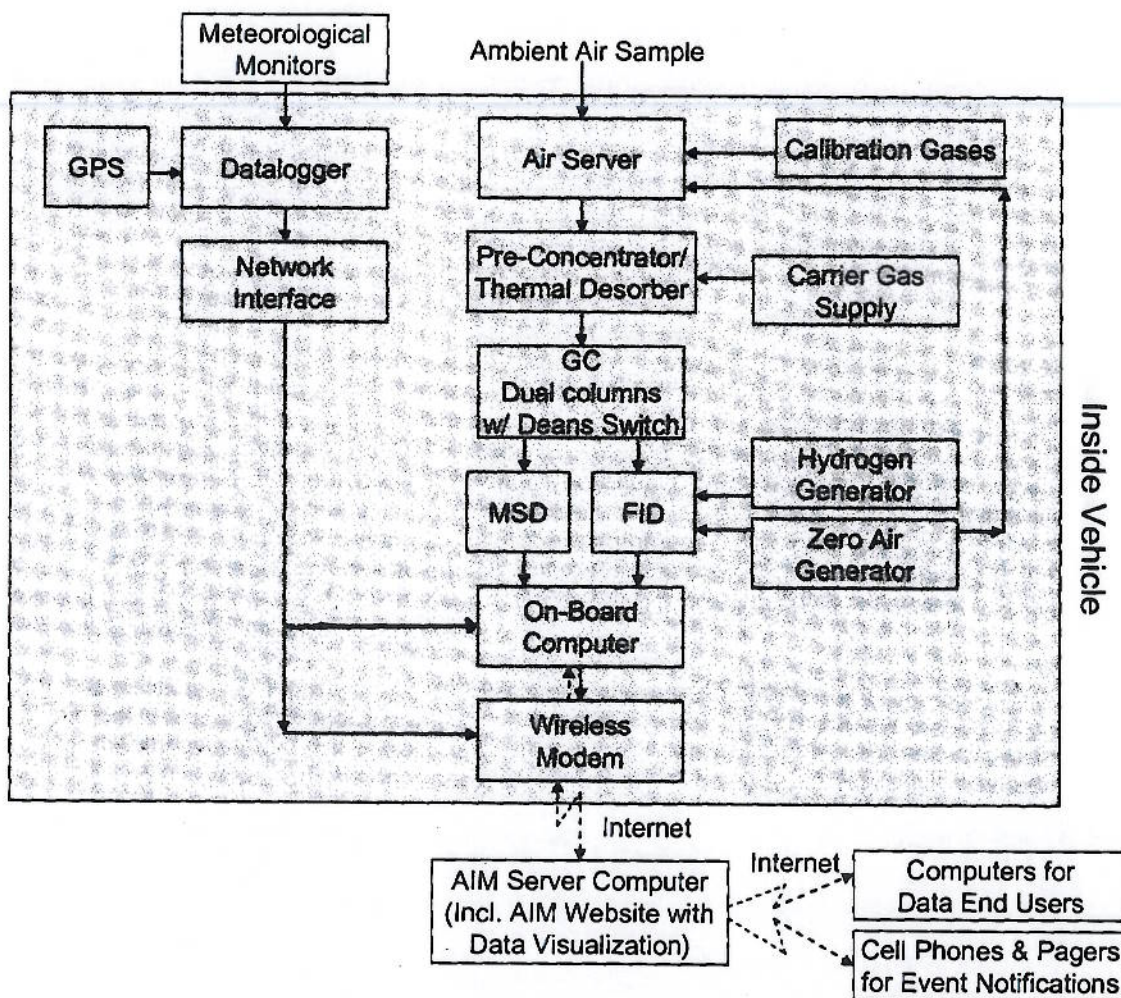 Meteorological
Monitors
Ambient Air Sample
GPS
Datalogger
Air Server
Calibration Gases
Network
Interface
Pre-Concentrator/
Thermal Desorber
Carrier Gas
Supply
GC
Dual columns
w/ Deans Switch
Hydrogen
Generator
MSD
FID
Zero Air
Generator
On-Board
Computer
Wireless
Modem
Inside Vehicle
Internet
AIM Server Computer
(Incl. AIM Website with
Data Visualization)
Internet
Computers for
Data End Users
Cell Phones & Pagers
for Event Notifications